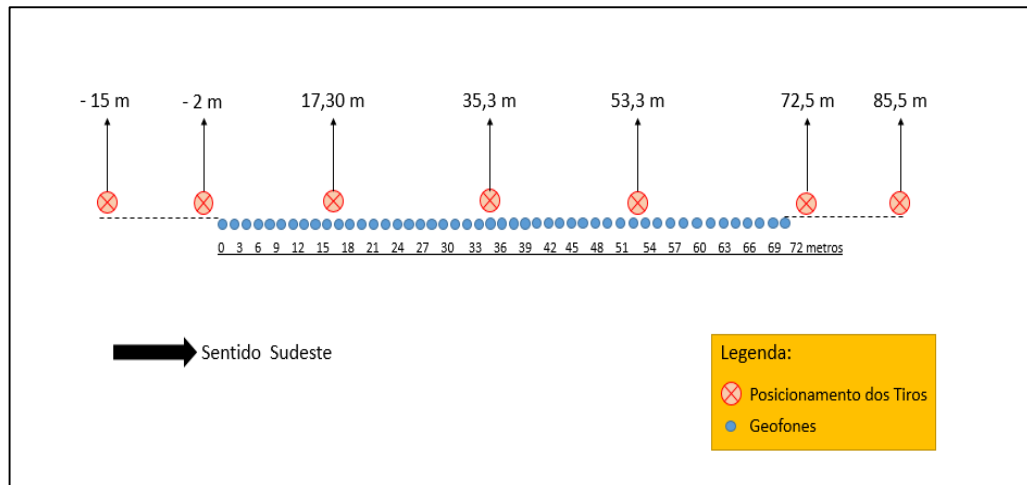 - 15 m - 2 m 17,30 m 35,3 m 53,3 m 72,5 m 85,5 m
0 3 6 9 12 15 18 21 24 26 27 30 33 36 39 42 45 48 51 54 57 60 63 66 69 72 metros
Sentido Sudeste
Legenda:
Posicionamento dos Tiros
Geofones